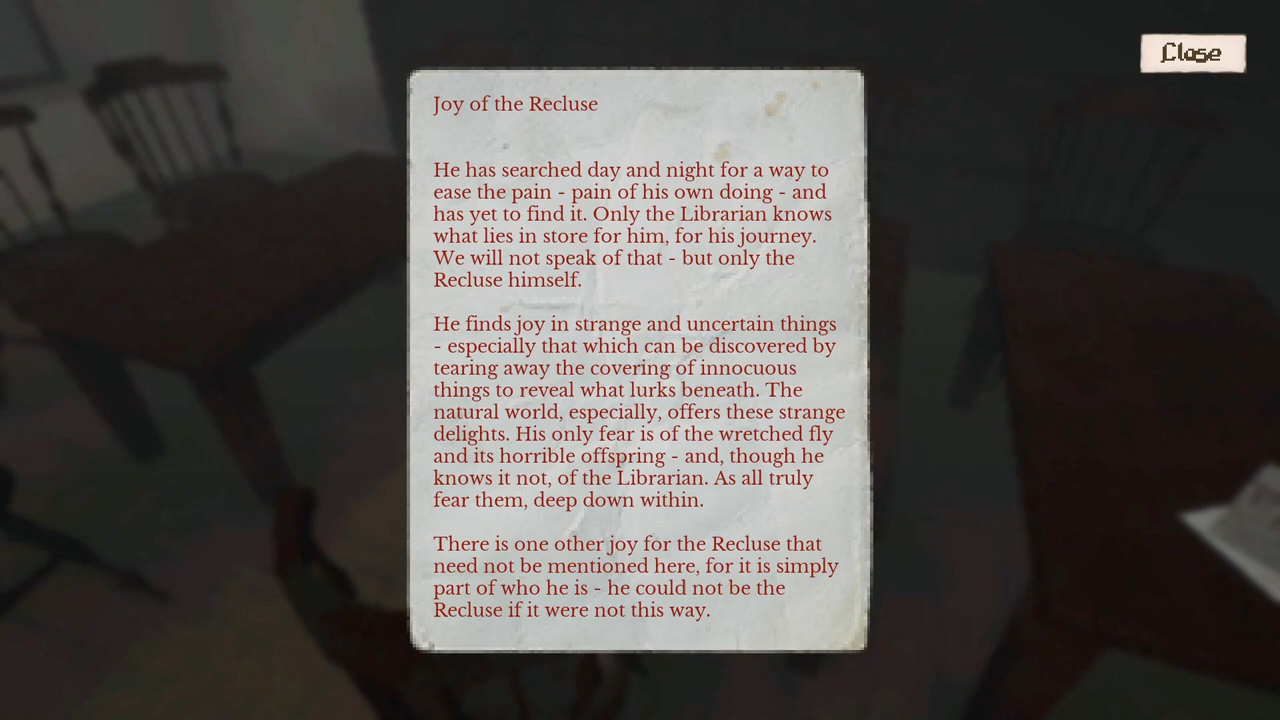 Close
Joy of the Recluse
He has searched day and night for a way to
ease the pain - pain of his own doing - and
has yet to find it. Only the Librarian knows
what lies in store for him, for his journey.
We will not speak of that - but only the
Recluse himself.
He finds joy in strange and uncertain things
- especially that which can be discovered by
tearing away the covering of innocuous
things to reveal what lurks beneath. The
natural world, especially, offers these strange
delights. His only fear is of the wretched fly
and its horrible offspring - and, though he
knows it not, of the Librarian. As all truly
fear them, deep down within.
There is one other joy for the Recluse that
need not be mentioned here, for it is simply
part of who he is - he could not be the
Recluse if it were not this way.